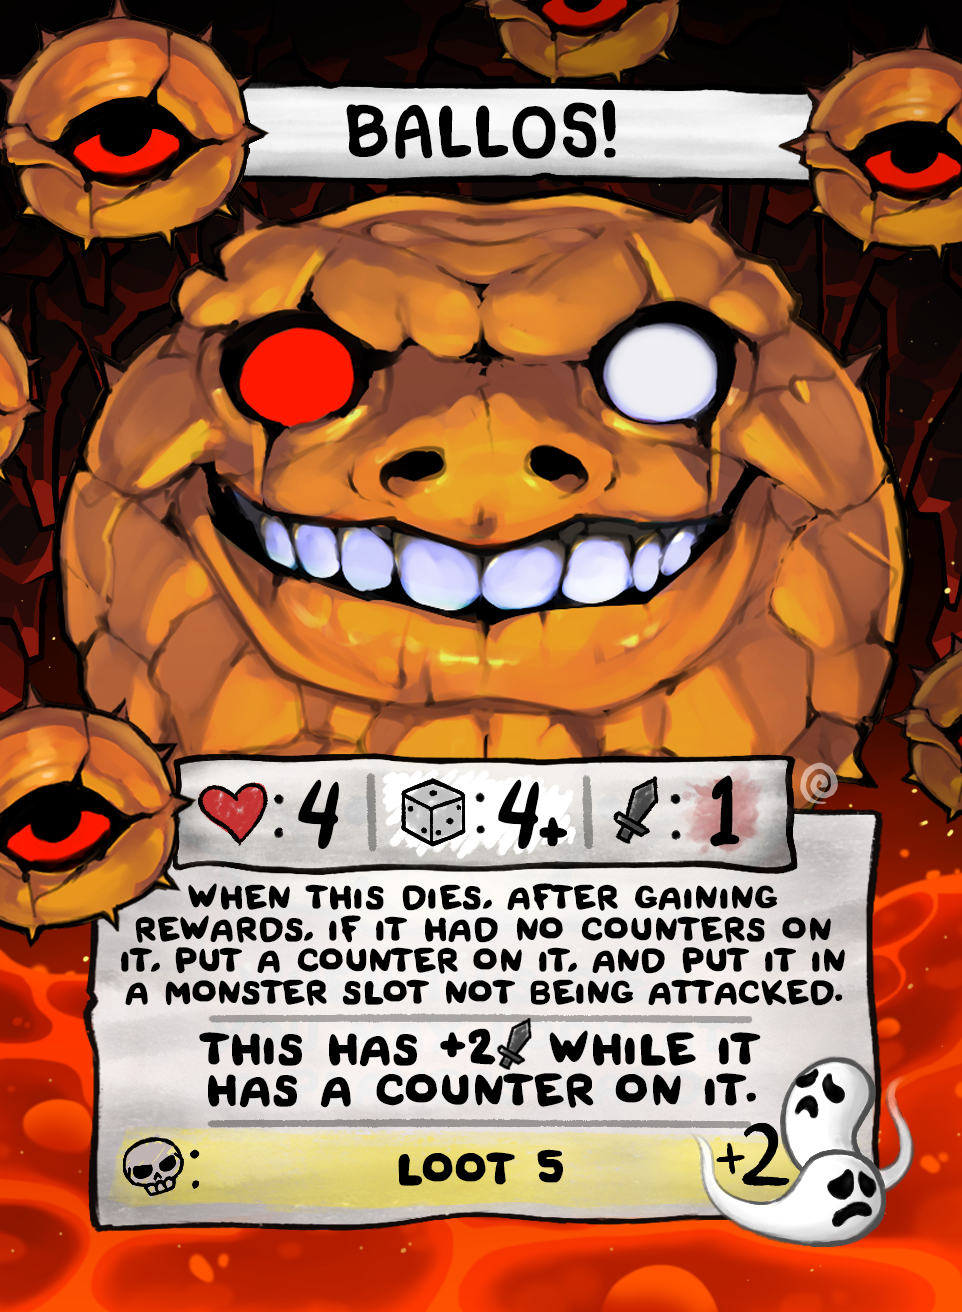 BALLOS!
: 4 | : 4+ | : 1
WHEN THIS DIES, AFTER GAINING
REWARDS, IF IT HAD NO COUNTERS ON
IT, PUT A COUNTER ON IT, AND PUT IT IN
A MONSTER SLOT NOT BEING ATTACKED.
THIS HAS +2 WHILE IT
HAS A COUNTER ON IT.
: LOOT 5 +2